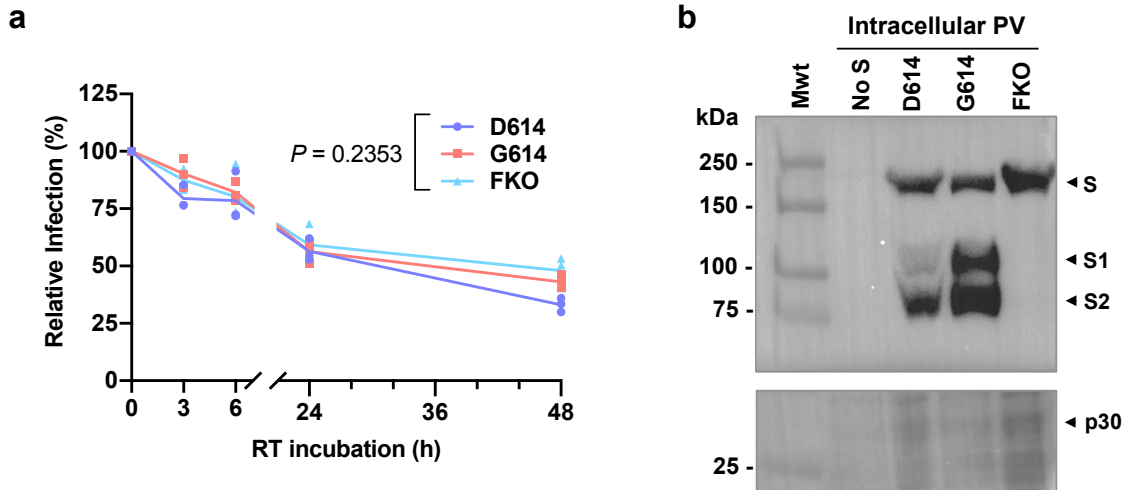 a
Relative Infection (%)
125
100
75
50
25
0
0
3
6
24
36
48
RT incubation (h)
P = 0.2353
D614
G614
FKO
b
Intracellular PV
Mwt
No S
D614
G614
FKO
kDa
250 -
150 -
100 -
75 -
25 -
S
S1
S2
p30